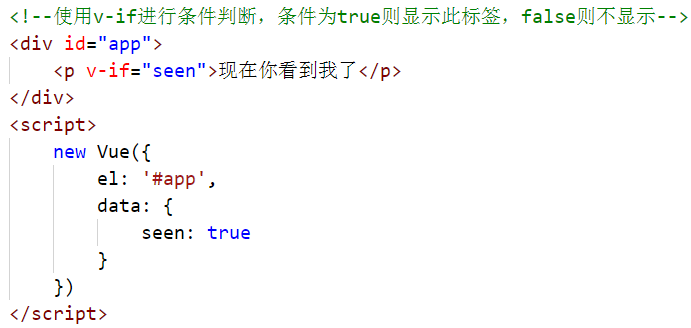 <!--使用v-if进行条件判断，条件为true则显示此标签，false则不显示-->
<div id="app">
    <p v-if="seen">现在你看到我了</p>
</div>
<script>
    new Vue({
        el: '#app',
        data: {
            seen: true
        }
    })
</script>